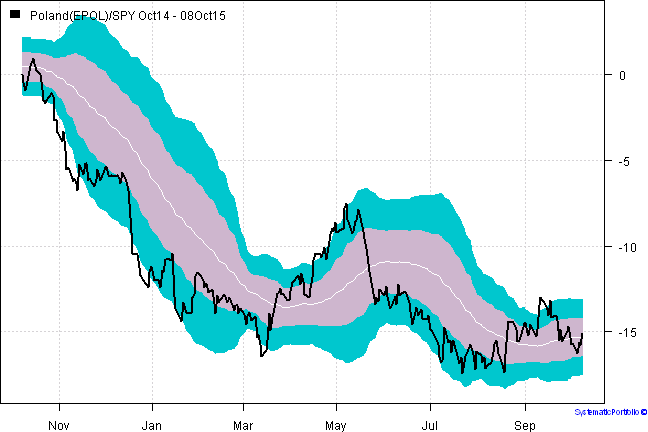 Poland(EPOL)/SPY Oct14 - 08Oct15
0
-5
-10
-15
Nov Jan Mar May Jul Sep
SystematicPortfolio ©